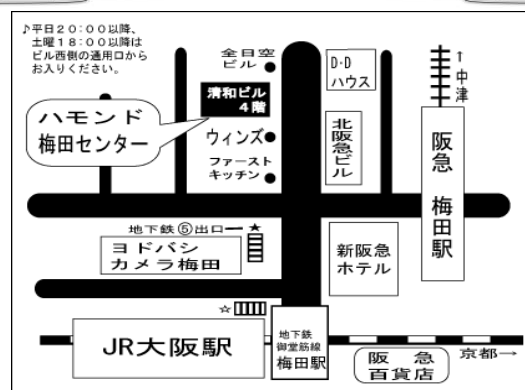 ♪平日20:00以降、
土曜18:00以降は
ビル西側の通用口から
お入りください。
全日空
ビル
D・D
ハウス
↑中津
清和ビル
4階
ハモンド
梅田センター
ウィンズ
ファースト
キッチン
北阪急ビル
阪急 梅田駅
地下鉄⑤出口ー ☆
ヨドバシ
カメラ梅田
新阪急
ホテル
☆
JR大阪駅
地下鉄
御堂筋線
梅田駅
阪急
百貨店
京都→